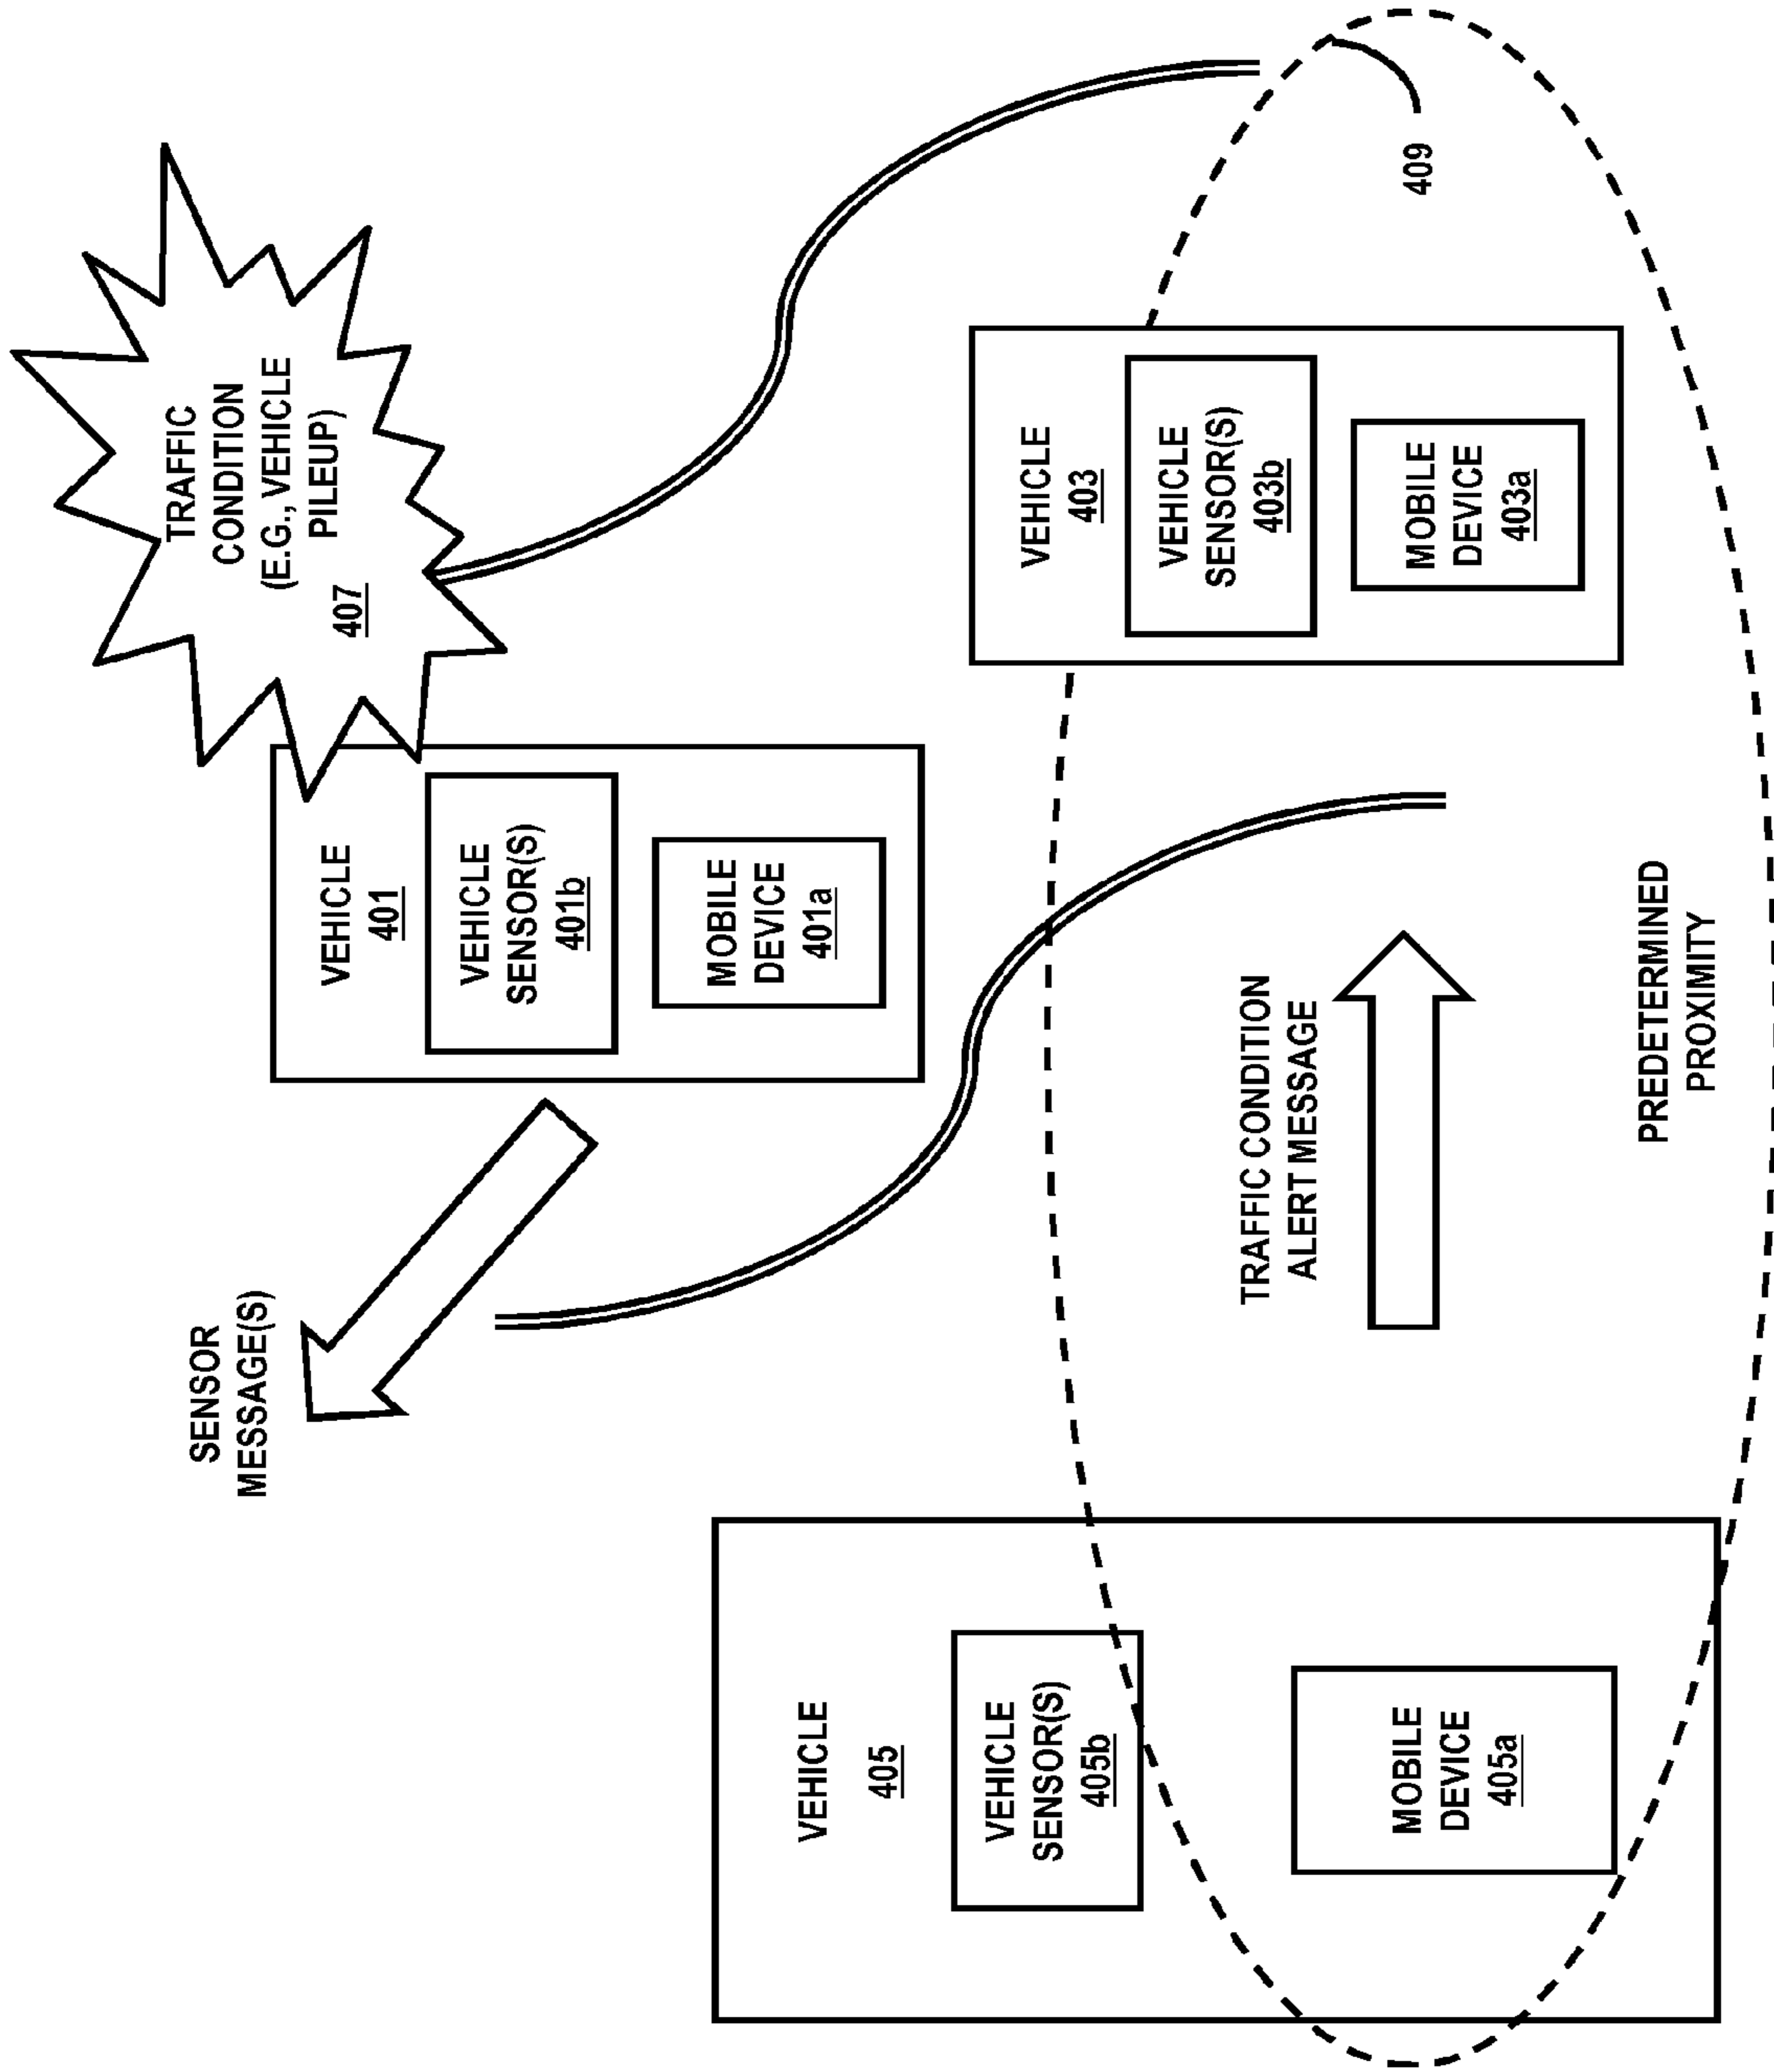 SENSOR
MESSAGE(S)
TRAFFIC
CONDITION
(E.G., VEHICLE
PILEUP)
407
VEHICLE
401
VEHICLE
SENSOR(S)
401b
MOBILE
DEVICE
401a
VEHICLE
405
VEHICLE
SENSOR(S)
405b
MOBILE
DEVICE
405a
VEHICLE
403
VEHICLE
SENSOR(S)
403b
MOBILE
DEVICE
403a
TRAFFIC CONDITION
ALERT MESSAGE
409
PREDETERMINED
PROXIMITY